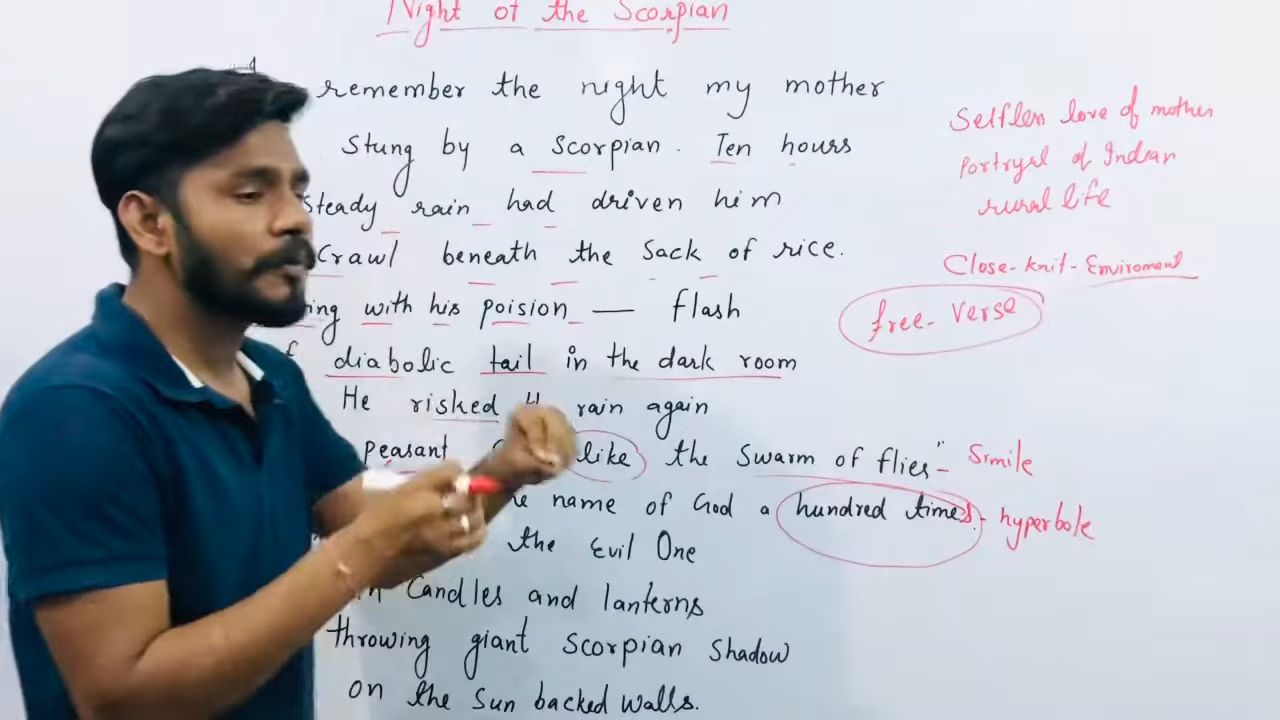 Night of the Scorpian
remember the night my mother
Stung by a Scorpian. Ten hours
steady rain had driven him
Crawl beneath the Sack of rice.
with his poision — flash
diabolic tail in the dark room
He risked rain again
peasant like the swarm of flies" - Simile
name of God a hundred times. - hyperbole
the Evil One
Candles and lanterns
throwing giant Scorpian Shadow
on the Sun backed walls.
Selfless love of mother
Portryal of Indian
rural life
Close-knit-Enviroment
free-verse